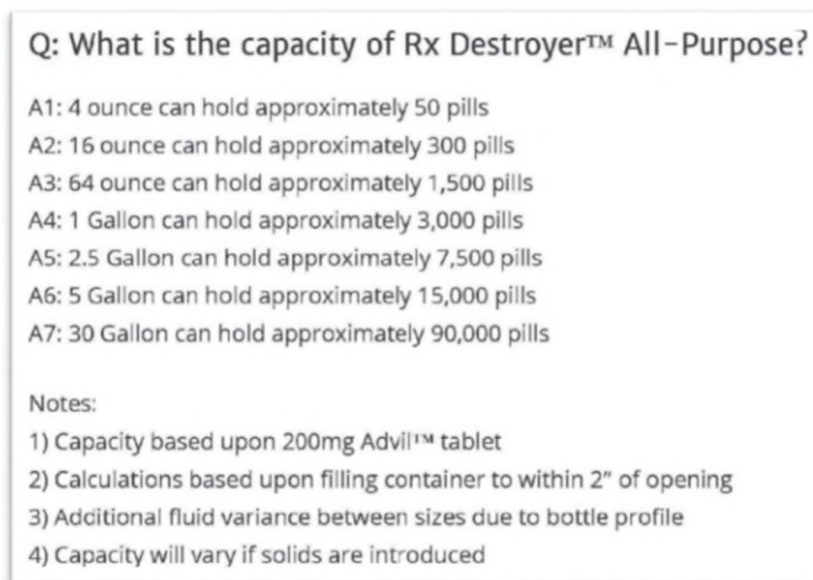 Q: What is the capacity of Rx Destroyer™ All-Purpose?
A1: 4 ounce can hold approximately 50 pills
A2: 16 ounce can hold approximately 300 pills
A3: 64 ounce can hold approximately 1,500 pills
A4: 1 Gallon can hold approximately 3,000 pills
A5: 2.5 Gallon can hold approximately 7,500 pills
A6: 5 Gallon can hold approximately 15,000 pills
A7: 30 Gallon can hold approximately 90,000 pills
Notes:
1) Capacity based upon 200mg Advil™ tablet
2) Calculations based upon filling container to within 2" of opening
3) Additional fluid variance between sizes due to bottle profile
4) Capacity will vary if solids are introduced